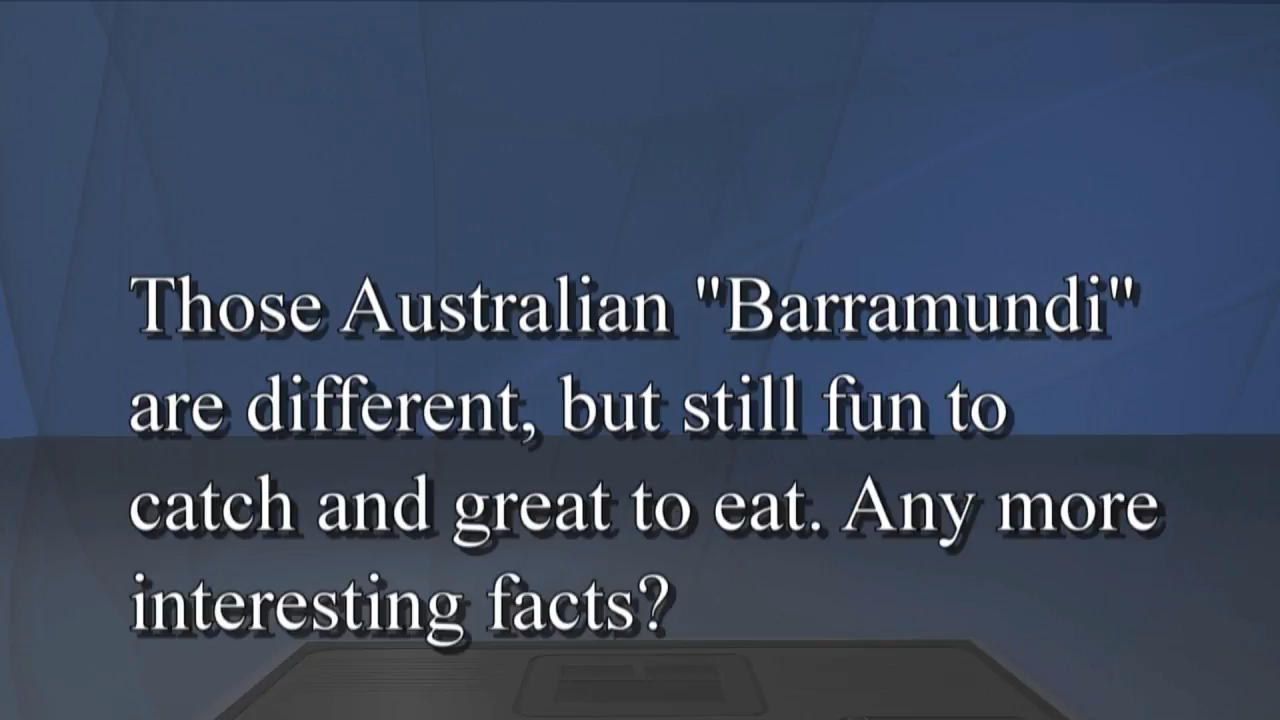 Those Australian "Barramundi"
are different, but still fun to
catch and great to eat. Any more
interesting facts?